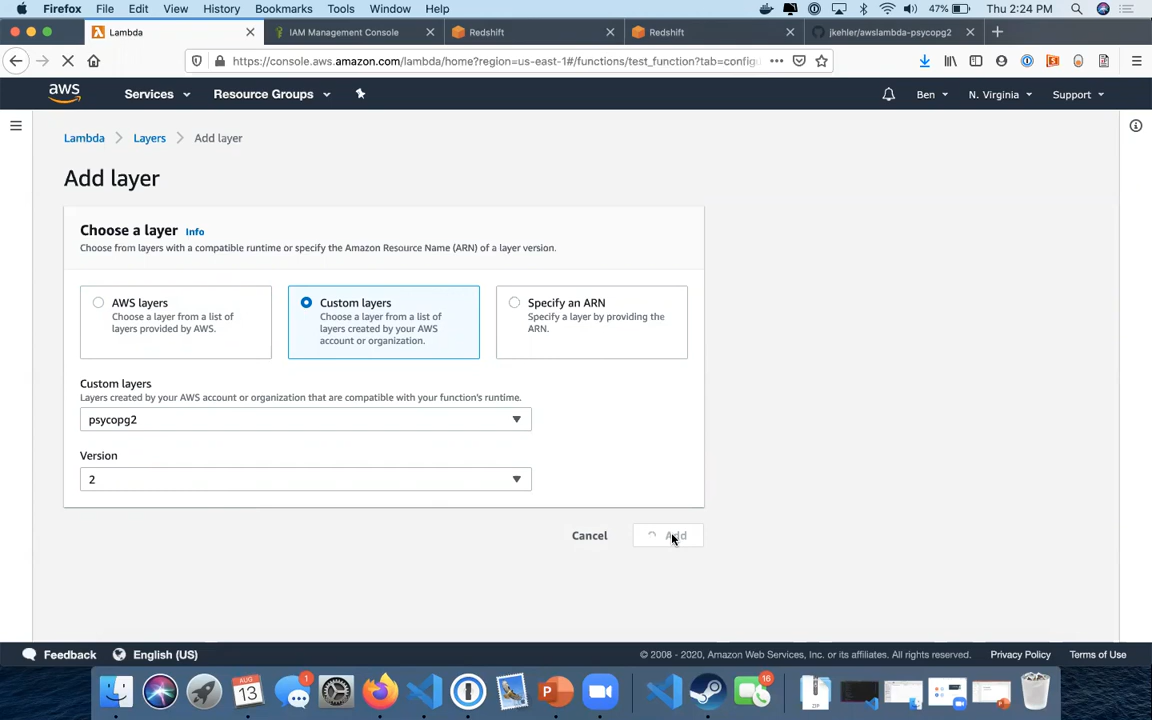 Firefox File Edit View History Bookmarks Tools Window Help 47% Thu 2:24 PM
Lambda IAM Management Console Redshift Redshift jkehler/awslambda-psycopg2
https://console.aws.amazon.com/lambda/home?region=us-east-1#/functions/test_function?tab=config
aws Services Resource Groups Ben N. Virginia Support
Lambda Layers Add layer
Add layer
Choose a layer Info
Choose from layers with a compatible runtime or specify the Amazon Resource Name (ARN) of a layer version.
AWS layers
Choose a layer from a list of
layers provided by AWS.
Custom layers
Choose a layer from a list of
layers created by your AWS
account or organization.
Specify an ARN
Specify a layer by providing the
ARN.
Custom layers
Layers created by your AWS account or organization that are compatible with your function's runtime.
psycopg2
Version
2
Cancel Add
Feedback English (US) © 2008 - 2020, Amazon Web Services, Inc. or its affiliates. All rights reserved. Privacy Policy Terms of Use
AUG
13
1
16
ZIP